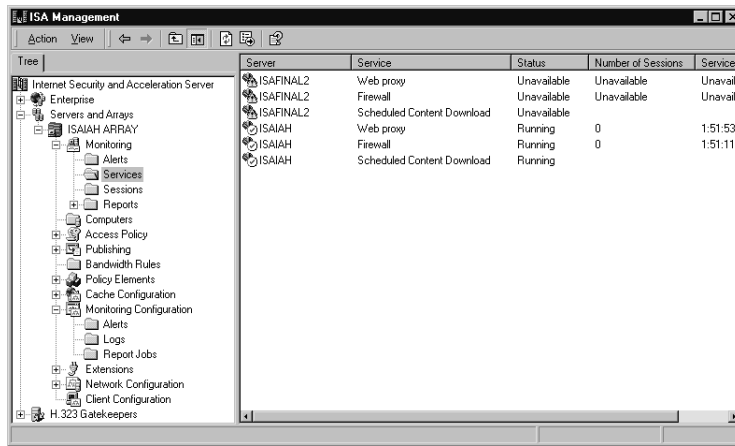 ISA Management
Action View
Tree
Internet Security and Acceleration Server
Enterprise
Servers and Arrays
ISAIAH ARRAY
Monitoring
Alerts
Services
Sessions
Reports
Computers
Access Policy
Publishing
Bandwidth Rules
Policy Elements
Cache Configuration
Monitoring Configuration
Alerts
Logs
Report Jobs
Extensions
Network Configuration
Client Configuration
H.323 Gatekeepers
Server Service Status Number of Sessions Service
ISAFINAL2 Web proxy Unavailable Unavailable Unavail
ISAFINAL2 Firewall Unavailable Unavailable Unavail
ISAFINAL2 Scheduled Content Download Unavailable
ISAIAH Web proxy Running 0 1:51:53
ISAIAH Firewall Running 0 1:51:11
ISAIAH Scheduled Content Download Running